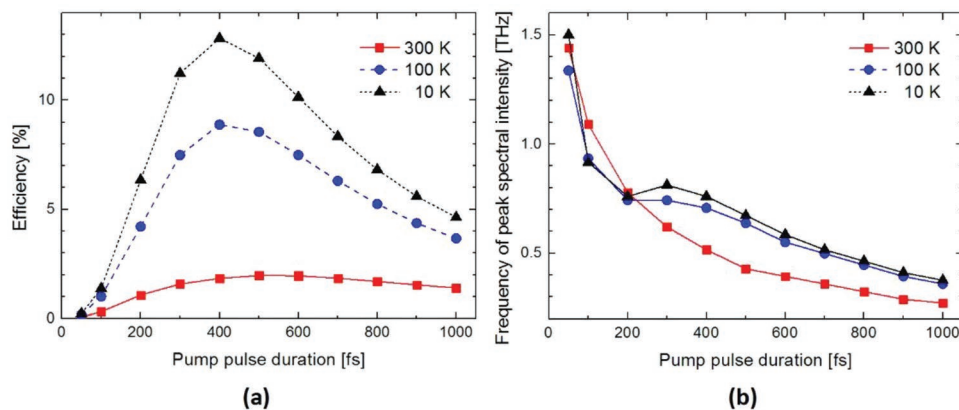 300 K
100 K
10 K
Efficiency [%]
10
5
0
0
200
400
600
800
1000
Pump pulse duration [fs]
(a)
300 K
100 K
10 K
Frequency of peak spectral intensity [THz]
1.5
1.0
0.5
0
200
400
600
800
1000
Pump pulse duration [fs]
(b)